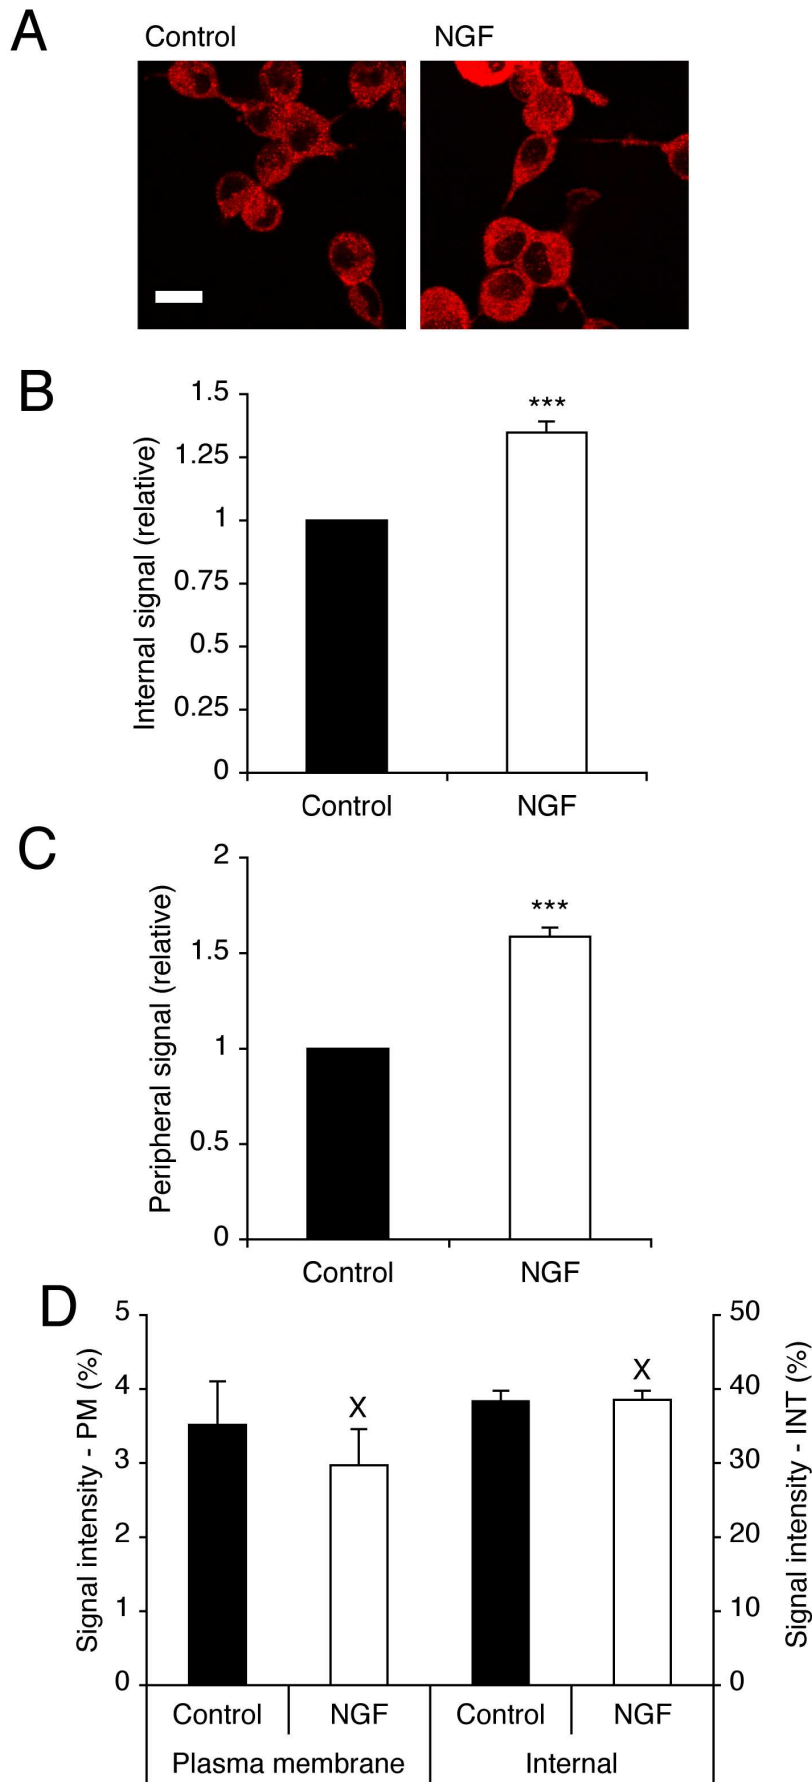 A
Control
NGF
B
1.5
1.25
1
0.75
0.5
0.25
0
Internal signal (relative)
***
Control
NGF
C
2
1.5
1
0.5
0
Peripheral signal (relative)
***
Control
NGF
D
5
4
3
2
1
0
Signal intensity - PM (%)
X
X
50
40
30
20
10
0
Signal intensity - INT (%)
Control
NGF
Control
NGF
Plasma membrane
Internal